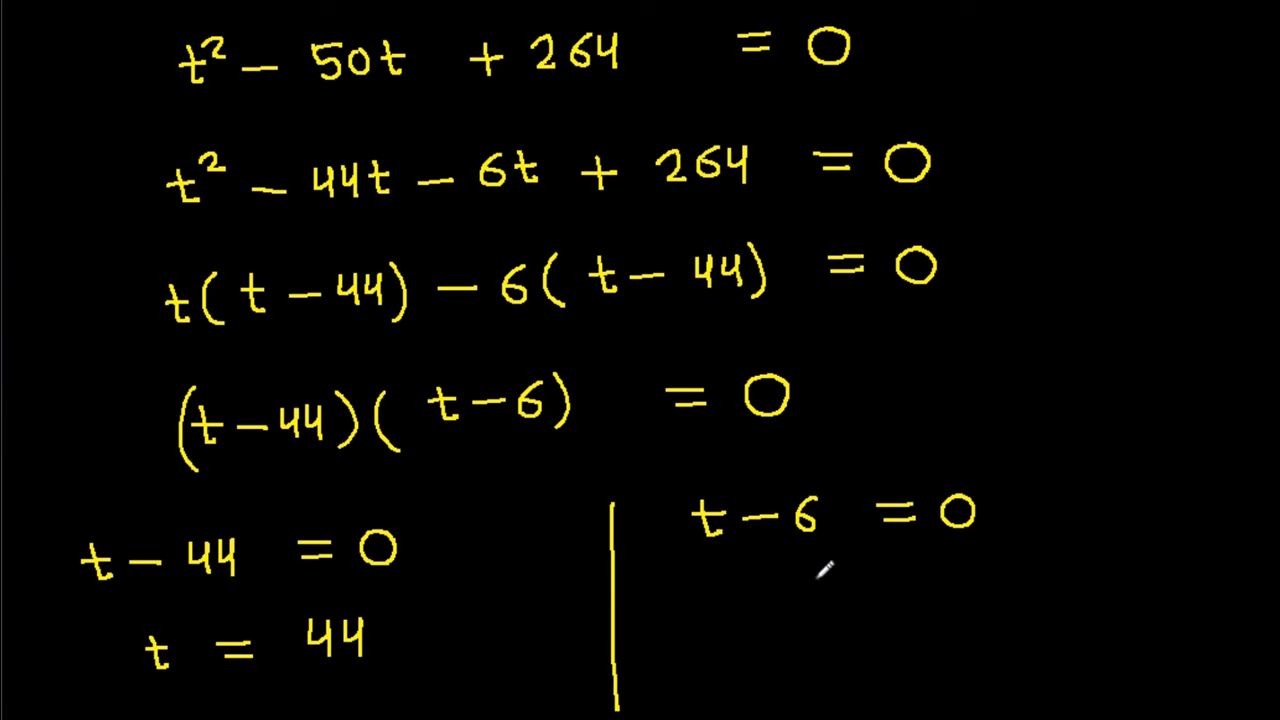 t² - 50t + 264 = 0
t² - 44t - 6t + 264 = 0
t(t - 44) - 6(t - 44) = 0
(t - 44)(t - 6) = 0
t - 44 = 0
t = 44
t - 6 = 0